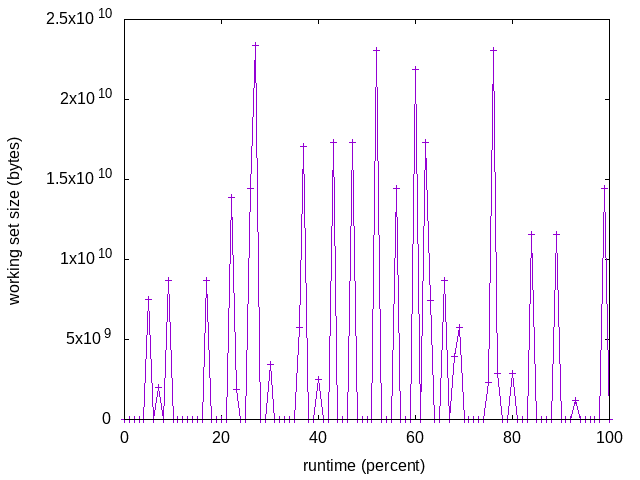 2.5x10^10
2x10^10
1.5x10^10
1x10^10
5x10^9
0
working set size (bytes)
0 20 40 60 80 100
runtime (percent)